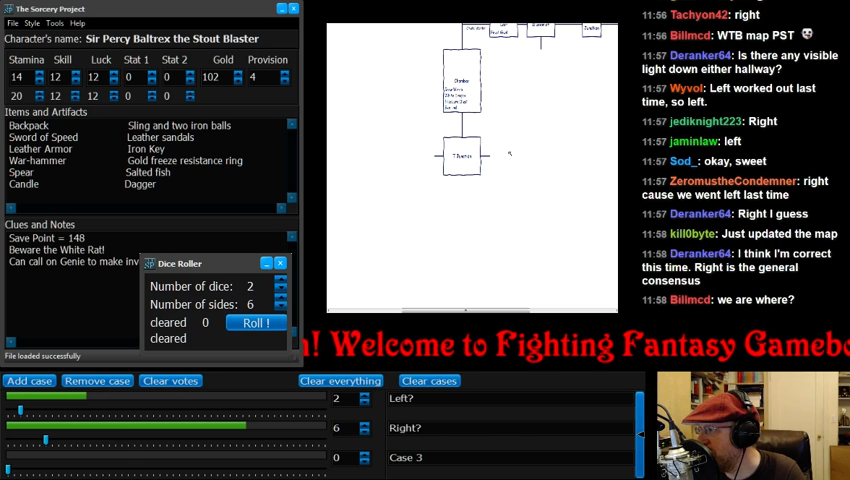 The Sorcery Project
File Style Tools Help
Character's name: Sir Percy Baltrex the Stout Blaster
Stamina Skill Luck Stat 1 Stat 2 Gold Provision
14 12 12 0 0 102 4
20 12 12 0 0
Items and Artifacts
Backpack Sling and two iron balls
Sword of Speed Leather sandals
Leather Armor Iron Key
War-hammer Gold freeze resistance ring
Spear Salted fish
Candle Dagger
Clues and Notes
Save Point = 148
Beware the White Rat!
Can call on Genie to make inv
Dice Roller
Number of dice: 2
Number of sides: 6
cleared 0 Roll !
cleared
File loaded successfully
Chamber
T Junction
11:56 Tachyon42: right
11:56 Billmcd: WTB map PST
11:57 Deranker64: Is there any visible
light down either hallway?
11:57 Wyvol: Left worked out last
time, so left.
11:57 jediknight223: Right
11:57 jaminlaw: left
11:57 Sod_: okay, sweet
11:57 ZeromustheCondemner: right
cause we went left before
11:57 Deranker64: Right I guess
11:58 kill0byte: Just updated the map
11:58 Deranker64: I think I'm correct
this time. Right is the general
consensus
11:58 Billmcd: we are where?
n! Welcome to Fighting Fantasy Gamebo
Add case Remove case Clear votes Clear everything Clear cases
2 Left?
6 Right?
0 Case 3